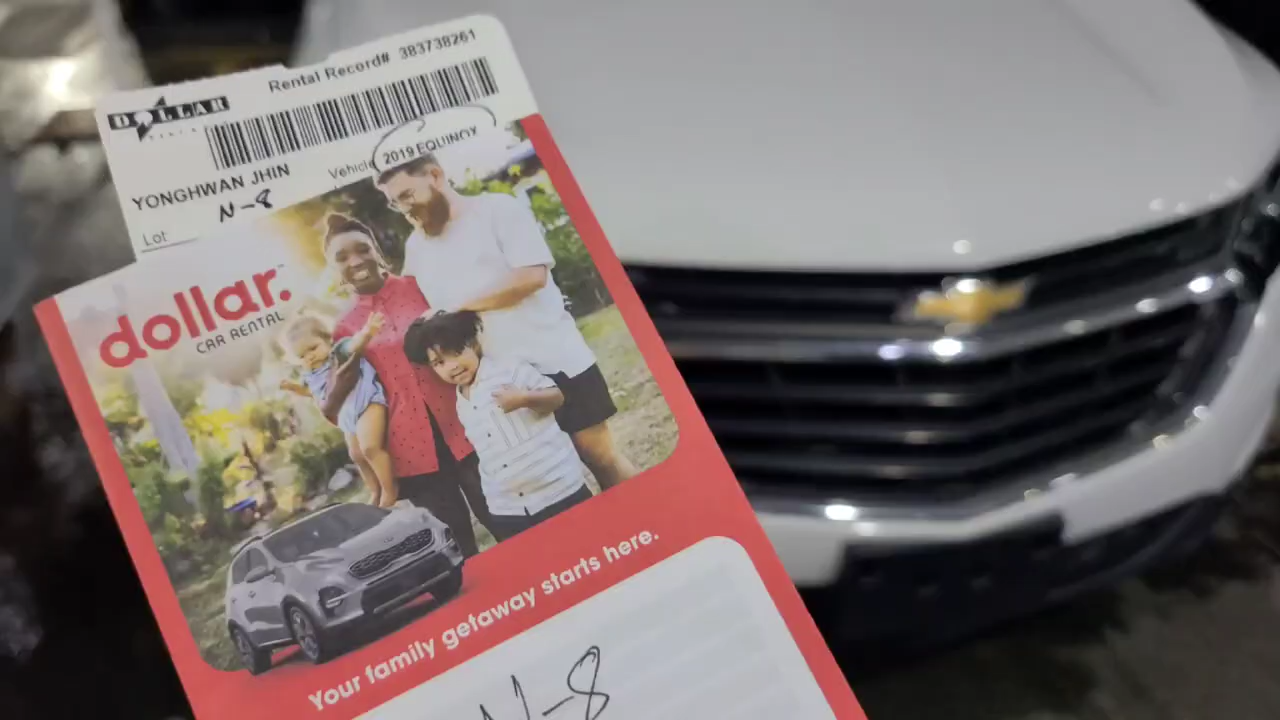 Rental Record# 383738261
DOLLAR
YONGHWAN JHIN
Vehicle 2019 EQUINOX
N-8
Lot:
dollar.
CAR RENTAL
Your family getaway starts here.
N-8